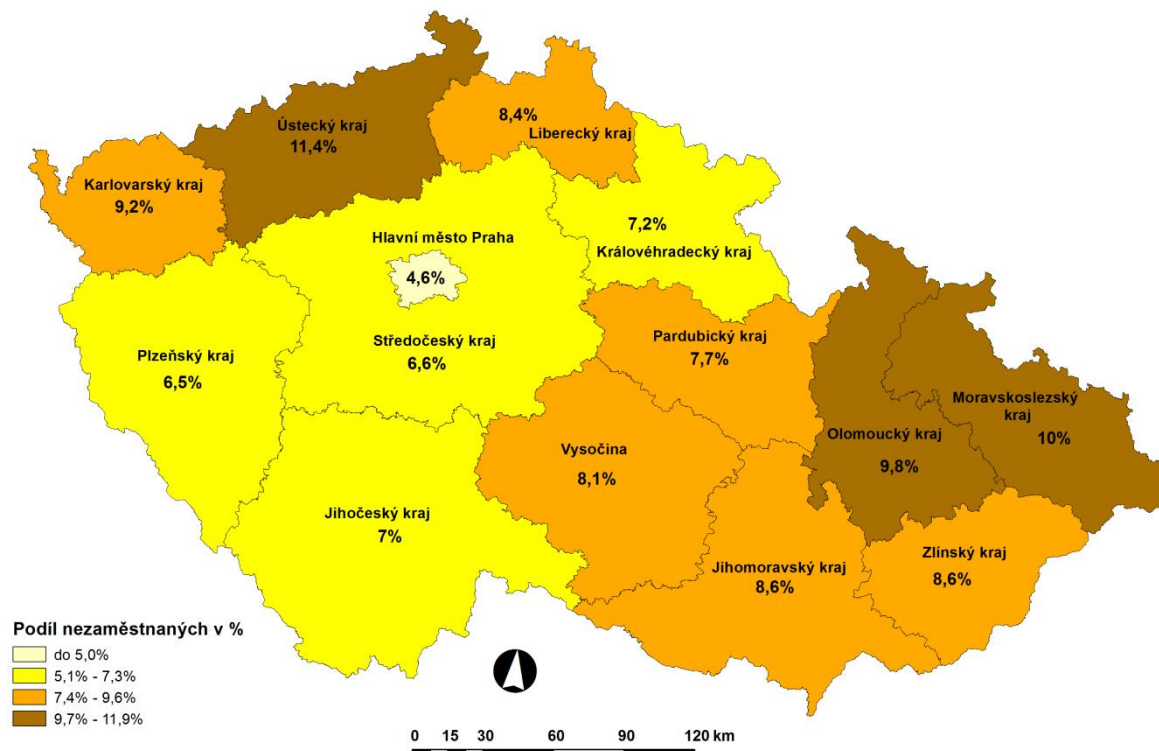 Ústecký kraj
11,4%
8,4%
Liberecký kraj
Karlovarský kraj
9,2%
7,2%
Královéhradecký kraj
Hlavní město Praha
4,6%
Středočeský kraj
6,6%
Plzeňský kraj
6,5%
Pardubický kraj
7,7%
Moravskoslezský
kraj
10%
Olomoucký kraj
9,8%
Vysočina
8,1%
Jihočeský kraj
7%
Jihomoravský kraj
8,6%
Zlínský kraj
8,6%
Podíl nezaměstnaných v %
do 5,0%
5,1% - 7,3%
7,4% - 9,6%
9,7% - 11,9%
0 15 30 60 90 120 km